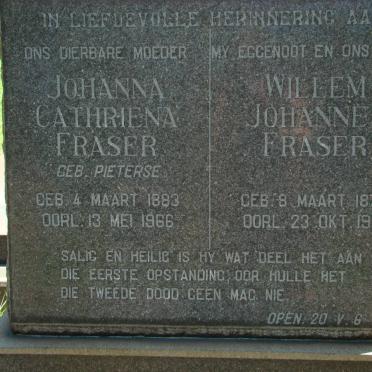 IN LIEFDEVOLLE HERINNERING AA
ONS DIERBARE MOEDER
JOHANNA
CATHRIENA
FRASER
GEB. PIETERSE
GEB. 4 MAART 1883
OORL. 13 MEI 1966
MY EGGENOOT EN ONS
WILLEM
JOHANNE
FRASER
GEB. 8 MAART
OORL. 23 OKT.
SALIG EN HEILIG IS HY WAT DEEL HET AAN
DIE EERSTE OPSTANDING; OOR HULLE HET
DIE TWEEDE DOOD GEEN MAG NIE.
OPEN. 20 V. 6